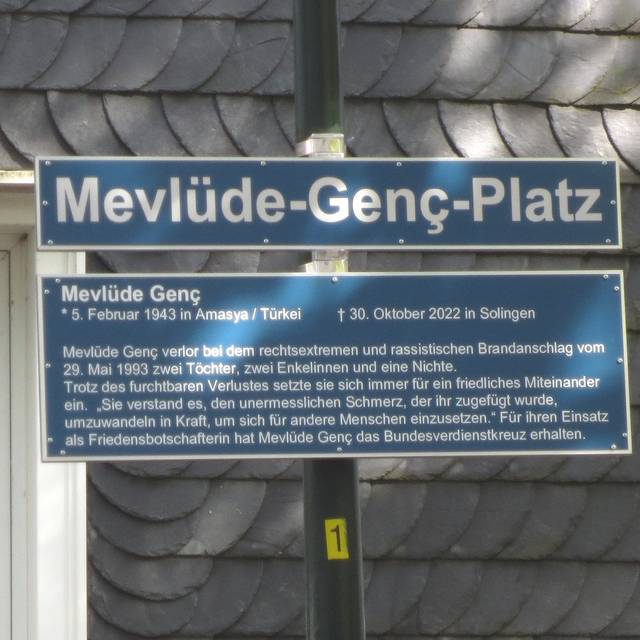 Mevlüde-Genç-Platz
Mevlüde Genç
* 5. Februar 1943 in Amasya / Türkei † 30. Oktober 2022 in Solingen
Mevlüde Genç verlor bei dem rechtsextremen und rassistischen Brandanschlag vom
29. Mai 1993 zwei Töchter, zwei Enkelinnen und eine Nichte.
Trotz des furchtbaren Verlustes setzte sie sich immer für ein friedliches Miteinander
ein. „Sie verstand es, den unermesslichen Schmerz, der ihr zugefügt wurde,
umzuwandeln in Kraft, um sich für andere Menschen einzusetzen.“ Für ihren Einsatz
als Friedensbotschafterin hat Mevlüde Genç das Bundesverdienstkreuz erhalten.
1